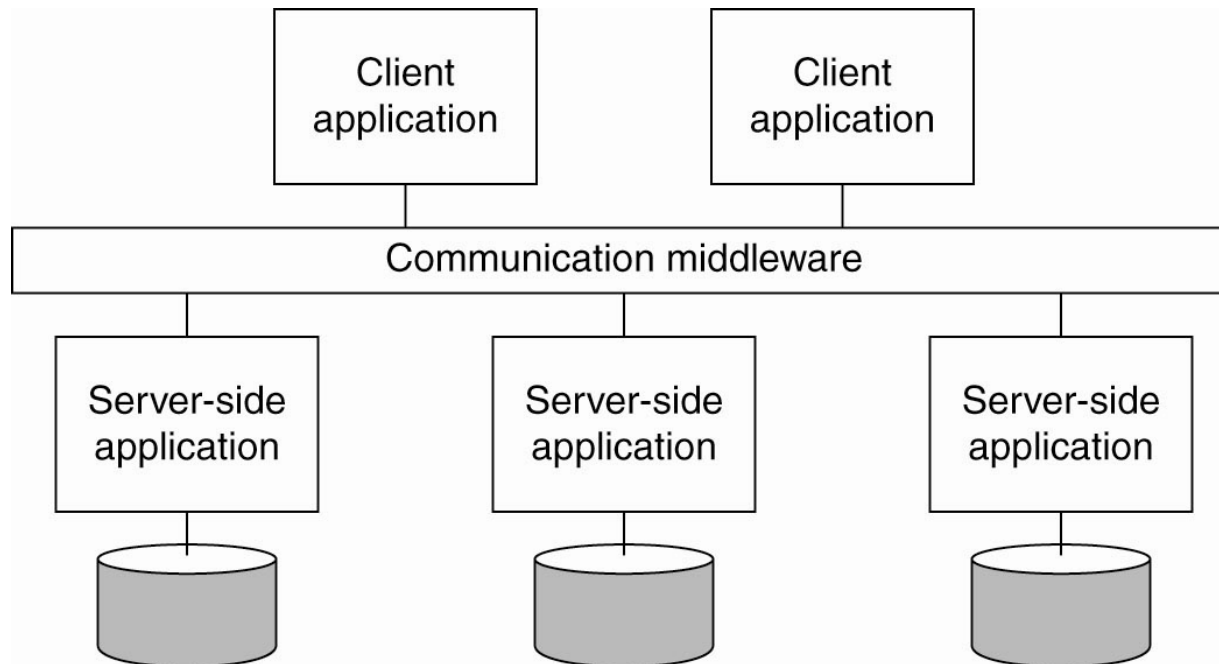 Client
application
Client
application
Communication middleware
Server-side
application
Server-side
application
Server-side
application